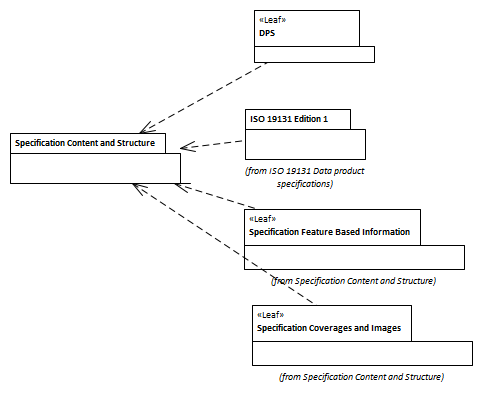 «Leaf»
DPS
ISO 19131 Edition 1
Specification Content and Structure
(from ISO 19131 Data product
specifications)
«Leaf»
Specification Feature Based Information
(from Specification Content and Structure)
«Leaf»
Specification Coverages and Images
(from Specification Content and Structure)